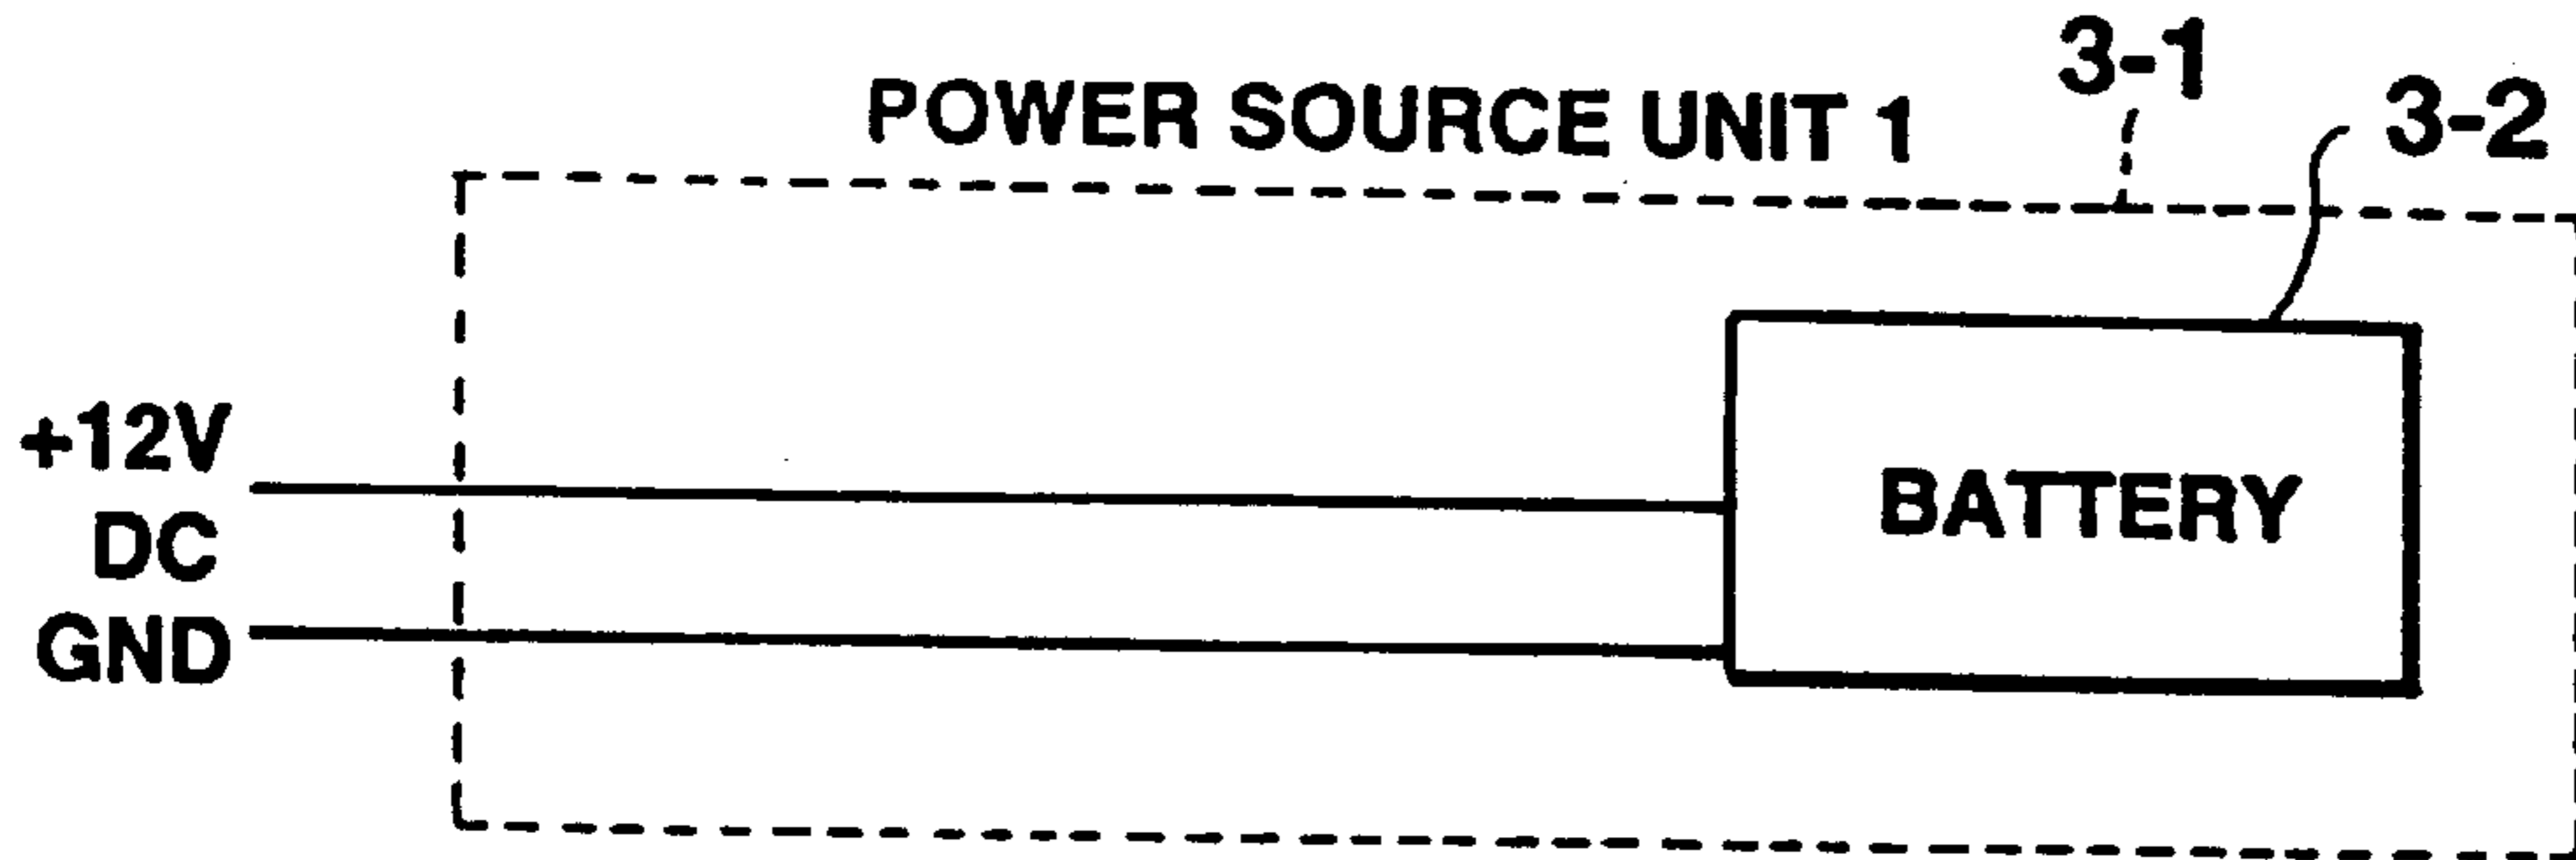 POWER SOURCE UNIT 1
3-1
3-2
+12V
DC
GND
BATTERY